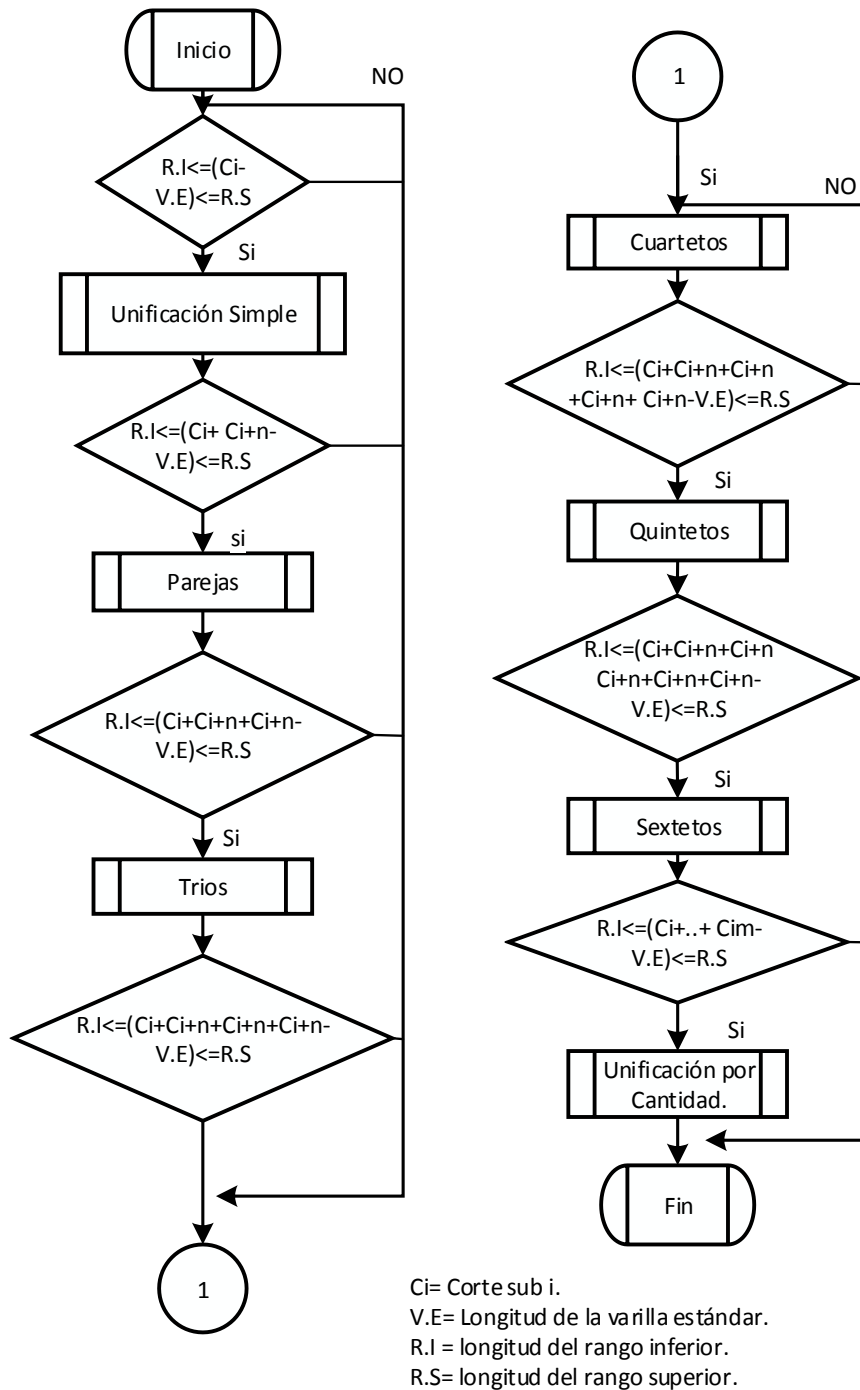 Inicio
NO
R.I<=(Ci-
V.E)<=R.S
Si
Unificación Simple
R.I<=(Ci+ Ci+n-
V.E)<=R.S
si
Parejas
R.I<=(Ci+Ci+n+Ci+n-
V.E)<=R.S
Si
Trios
R.I<=(Ci+Ci+n+Ci+n+Ci+n-
V.E)<=R.S
1
1
Si
NO
Cuartetos
R.I<=(Ci+Ci+n+Ci+n
+Ci+n+ Ci+n-V.E)<=R.S
Si
Quintetos
R.I<=(Ci+Ci+n+Ci+n
Ci+n+Ci+n+Ci+n-
V.E)<=R.S
Si
Sextetos
R.I<=(Ci+..+ Cim-
V.E)<=R.S
Si
Unificación por
Cantidad.
Fin
Ci= Corte sub i.
V.E= Longitud de la varilla estándar.
R.I = longitud del rango inferior.
R.S= longitud del rango superior.